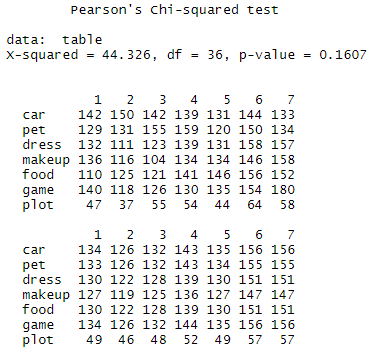 Pearson's Chi-squared test
data: table
X-squared = 44.326, df = 36, p-value = 0.1607
1 2 3 4 5 6 7
car 142 150 142 139 131 144 133
pet 129 131 155 159 120 150 134
dress 132 111 123 139 131 158 157
makeup 136 116 104 134 134 146 158
food 110 125 121 141 146 156 152
game 140 118 126 130 135 154 180
plot 47 37 55 54 44 64 58
1 2 3 4 5 6 7
car 134 126 132 143 135 156 156
pet 133 126 132 143 134 155 155
dress 130 122 128 139 130 151 151
makeup 127 119 125 136 127 147 147
food 130 122 128 139 130 151 151
game 134 126 132 144 135 156 156
plot 49 46 48 52 49 57 57